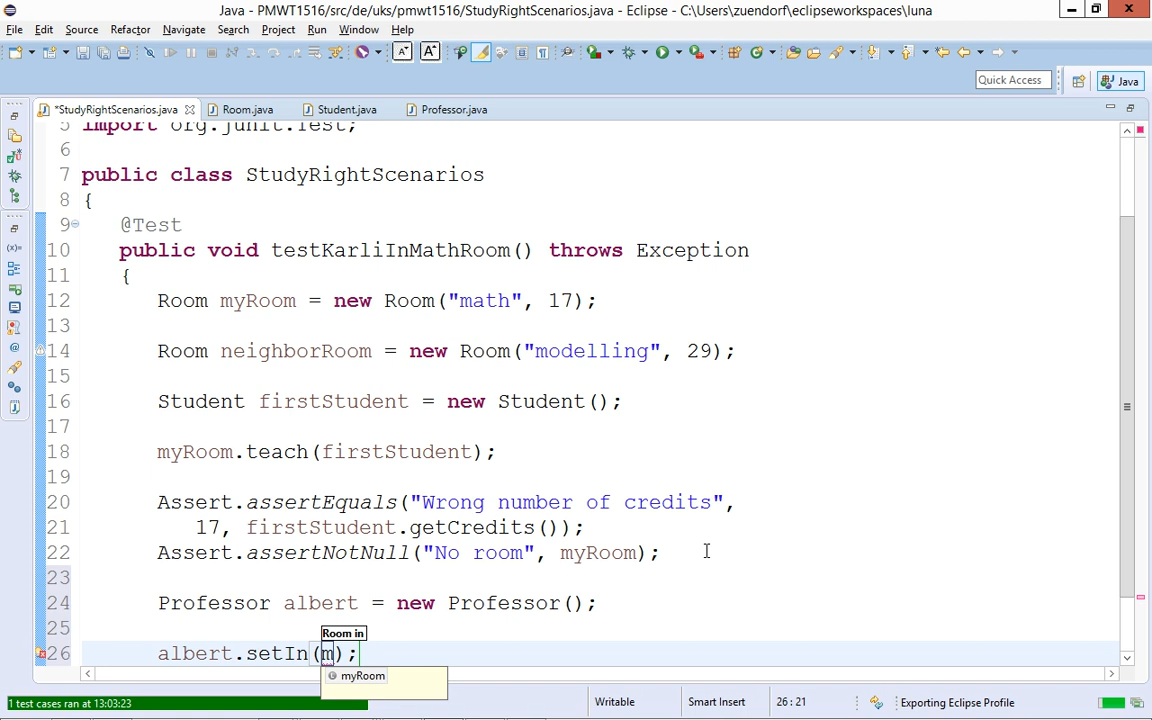 Java - PMWT1516/src/de/uks/pmwt1516/StudyRightScenarios.java - Eclipse - C:\Users\zuendorf\eclipseworkspaces\luna
File Edit Source Refactor Navigate Search Project Run Window Help
Quick Access
Java
*StudyRightScenarios.java Room.java Student.java Professor.java
5 import org.junit.Test;
6
7 public class StudyRightScenarios
8 {
9 @Test
10 public void testKarliInMathRoom() throws Exception
11 {
12 Room myRoom = new Room("math", 17);
13
14 Room neighborRoom = new Room("modelling", 29);
15
16 Student firstStudent = new Student();
17
18 myRoom.teach(firstStudent);
19
20 Assert.assertEquals("Wrong number of credits",
21 17, firstStudent.getCredits());
22 Assert.assertNotNull("No room", myRoom);
23
24 Professor albert = new Professor();
25
Room in
26 albert.setIn(m);
myRoom
1 test cases ran at 13:03:23
Writable
Smart Insert
26 : 21
Exporting Eclipse Profile